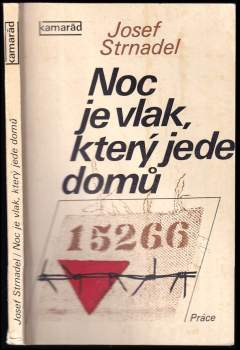 kamarád
Josef Strnadel / Noc je vlak, který jede domů
kamarád
Josef
Strnadel
Noc
je vlak,
který jede
domů
15266
Práce